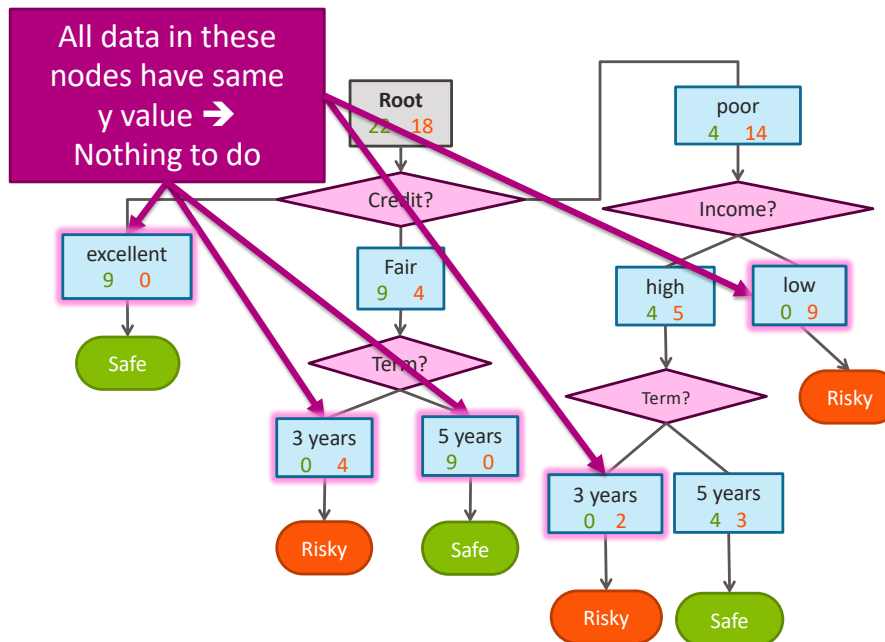 All data in these
nodes have same
y value ➔
Nothing to do
Root
22 18
poor
4 14
Credit?
Income?
excellent
9 0
Fair
9 4
high
4 5
low
0 9
Safe
Term?
Term?
Risky
3 years
0 4
5 years
9 0
3 years
0 2
5 years
4 3
Risky
Safe
Risky
Safe